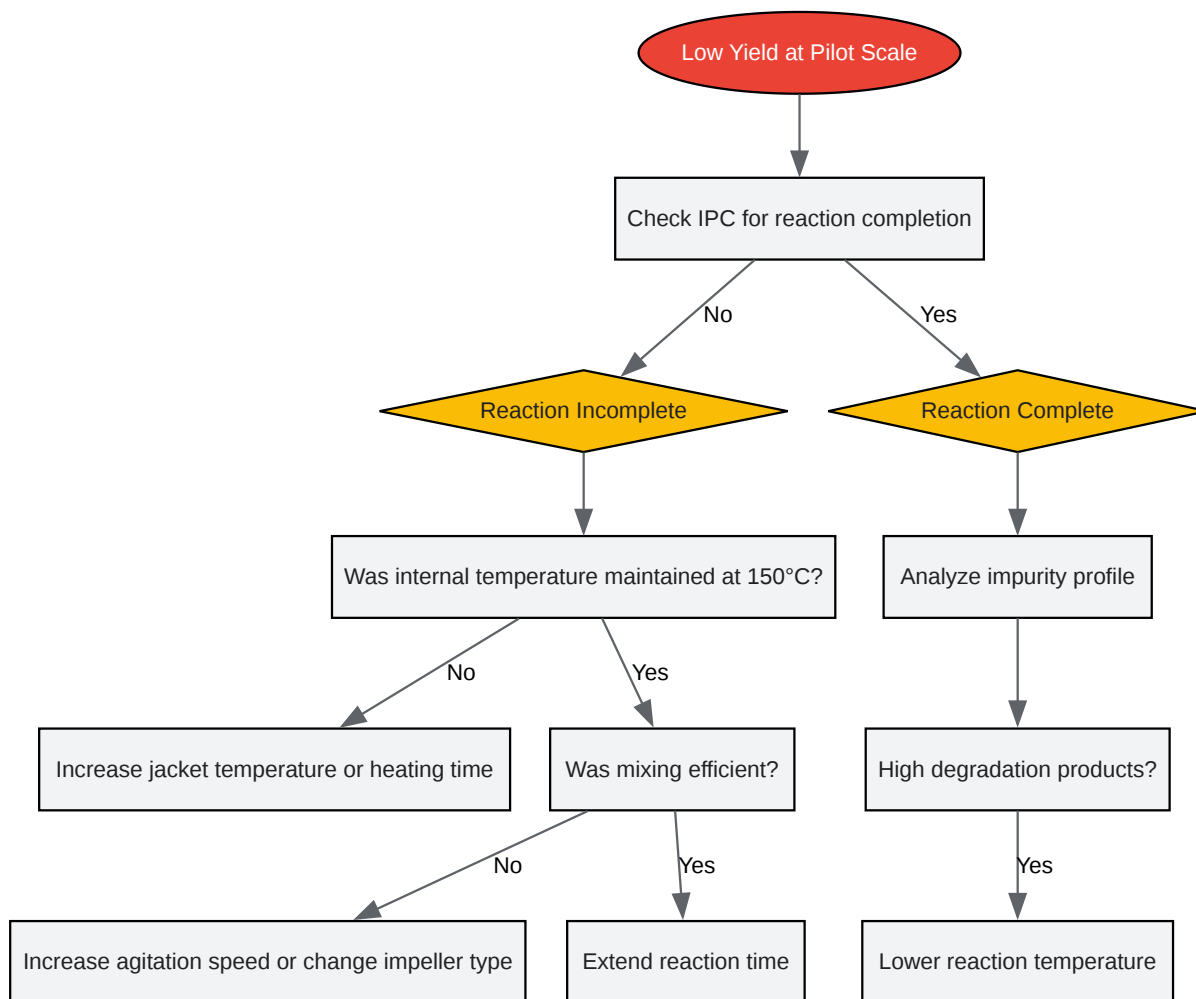 Low Yield at Pilot Scale
Check IPC for reaction completion
No
Yes
Reaction Incomplete
Reaction Complete
Was internal temperature maintained at 150°C?
Analyze impurity profile
No
Yes
Increase jacket temperature or heating time
Was mixing efficient?
High degradation products?
No
Yes
Yes
Increase agitation speed or change impeller type
Extend reaction time
Lower reaction temperature